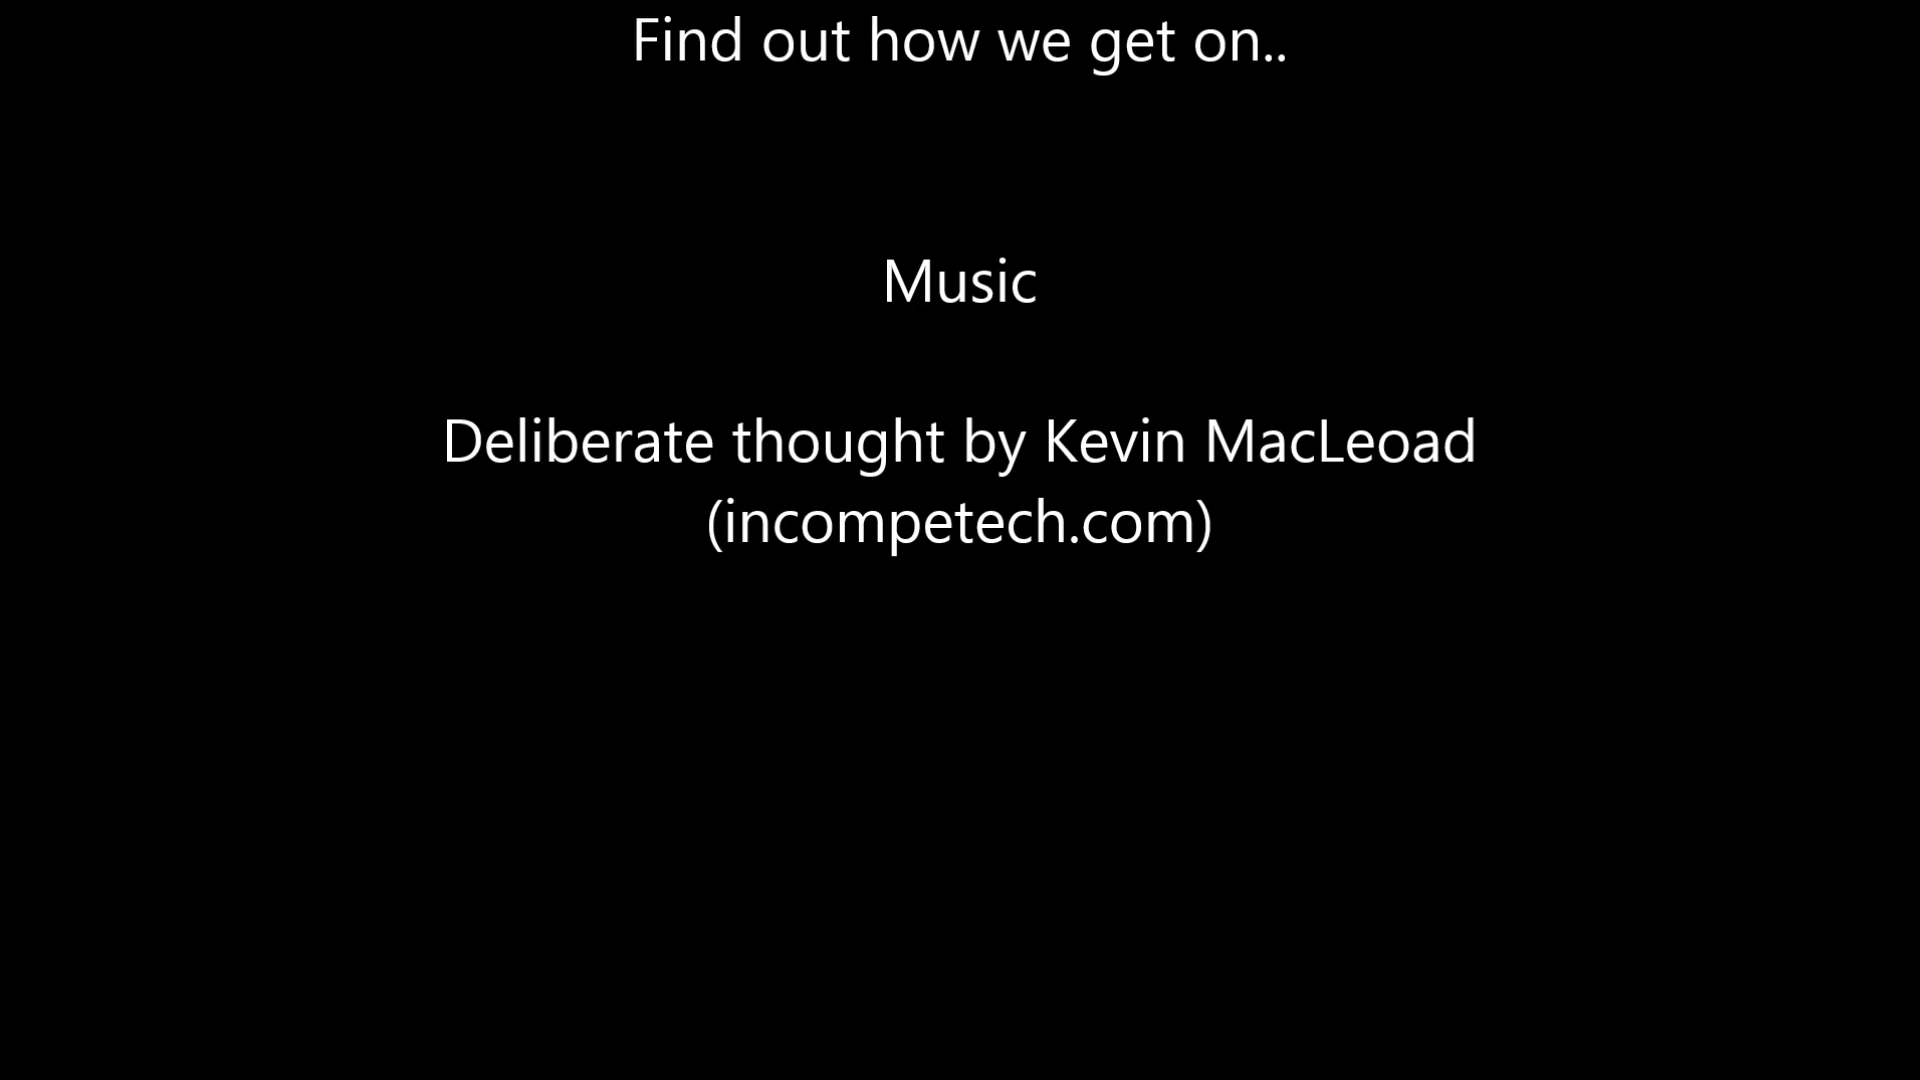 Find out how we get on..
Music
Deliberate thought by Kevin MacLeoad
(incompetech.com)